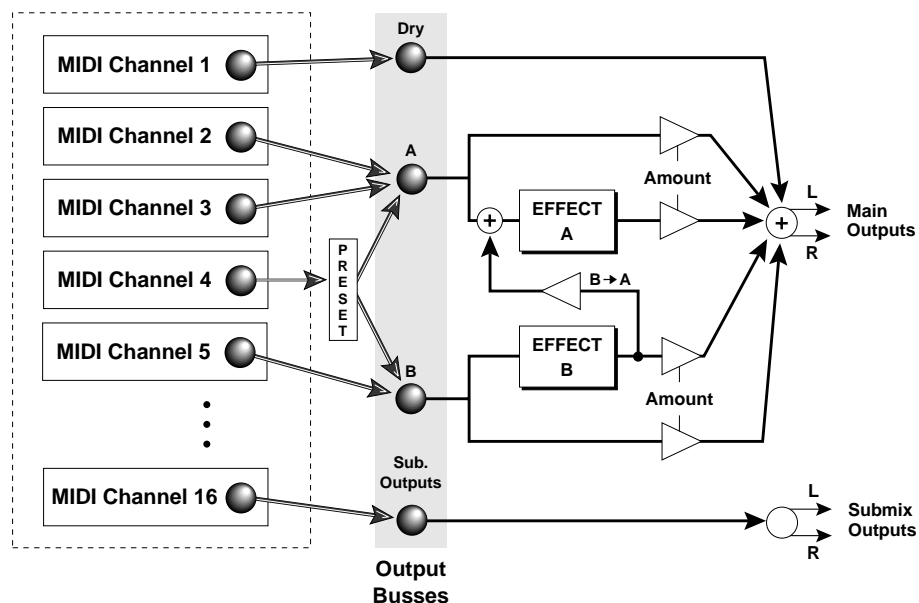 MIDI Channel 1
MIDI Channel 2
MIDI Channel 3
MIDI Channel 4
MIDI Channel 5
MIDI Channel 16
PRESET
Dry
A
B
Sub.
Outputs
Output
Busses
Amount
EFFECT
A
B→A
EFFECT
B
Amount
L
R
Main
Outputs
L
R
Submix
Outputs